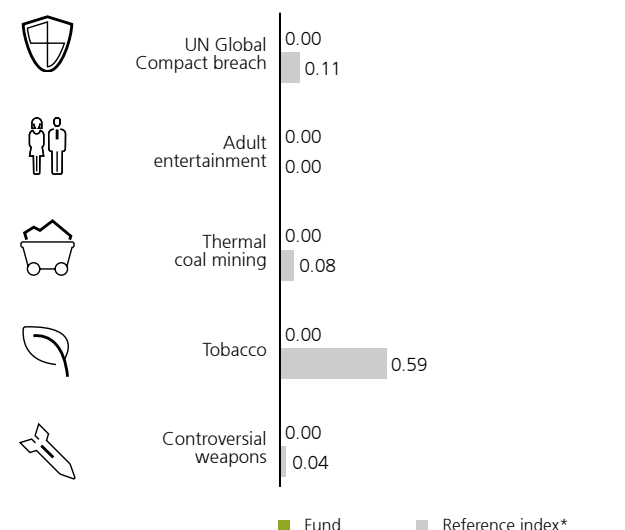 UN Global
Compact breach
0.00
0.11
Adult
entertainment
0.00
0.00
Thermal
coal mining
0.00
0.08
Tobacco
0.00
0.59
Controversial
weapons
0.00
0.04
Fund
Reference index*